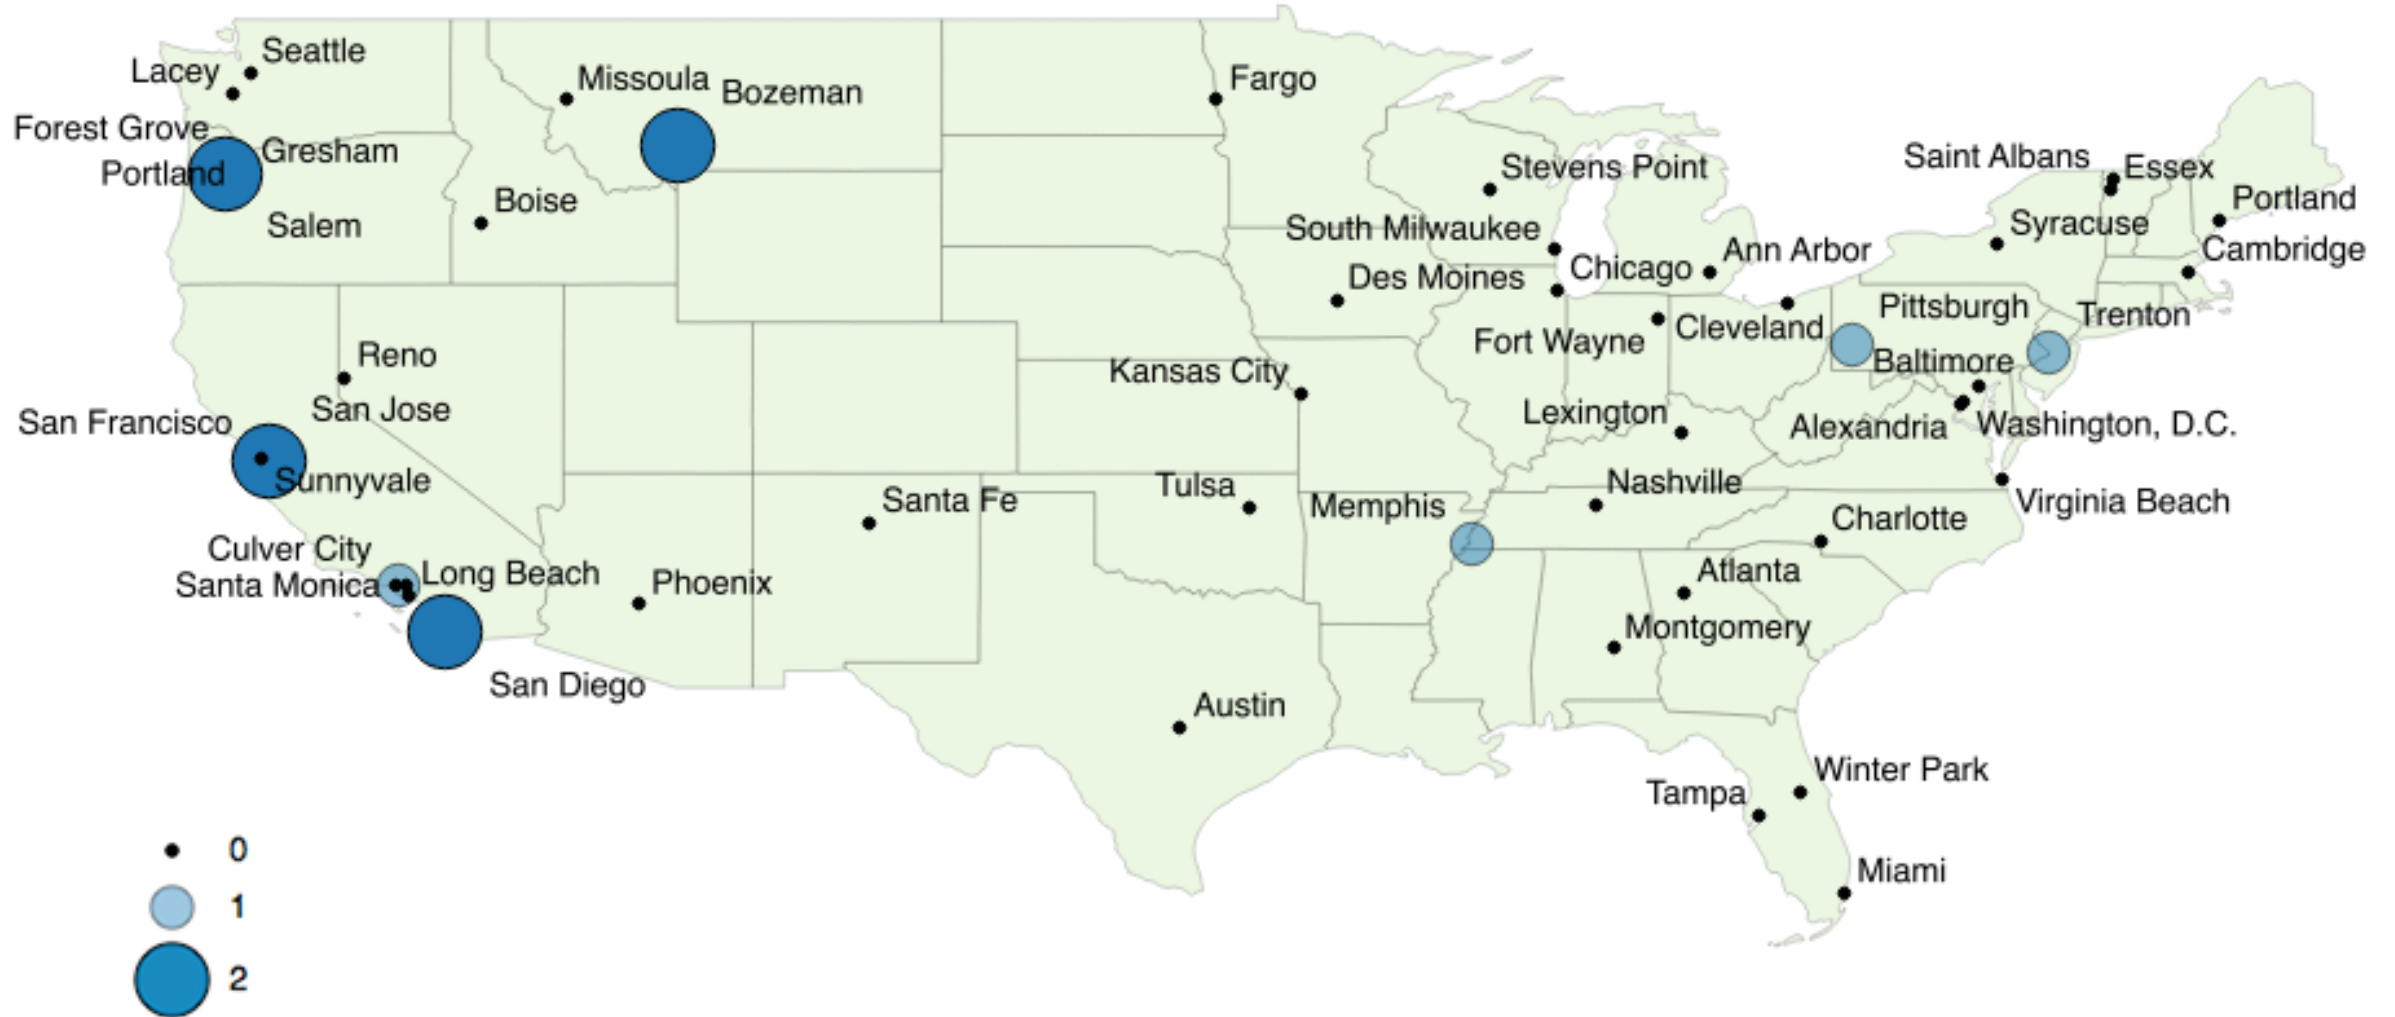 Seattle
Lacey
Missoula
Bozeman
Fargo
Forest Grove
Gresham
Portland
Salem
Boise
Stevens Point
South Milwaukee
Saint Albans
Essex
Portland
Syracuse
Cambridge
Ann Arbor
Chicago
Des Moines
Pittsburgh
Trenton
Cleveland
Fort Wayne
Baltimore
Reno
Kansas City
San Jose
San Francisco
Sunnyvale
Lexington
Alexandria
Washington, D.C.
Santa Fe
Tulsa
Memphis
Nashville
Virginia Beach
Charlotte
Culver City
Santa Monica
Long Beach
Phoenix
Atlanta
Montgomery
San Diego
Austin
Winter Park
Tampa
Miami
0
1
2